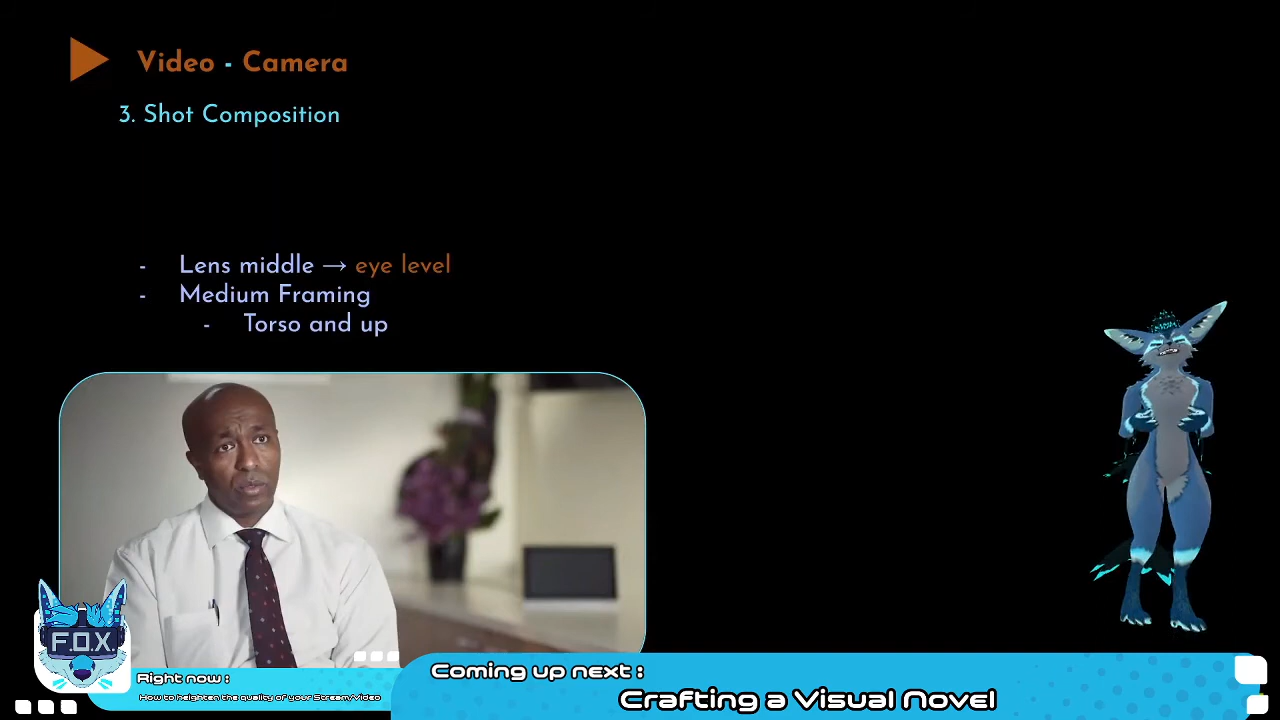 Video - Camera
3. Shot Composition
- Lens middle → eye level
- Medium Framing
- Torso and up
F.O.X.
Right now :
How to heighten the quality of your Stream/Video
Coming up next :
Crafting a Visual Novel